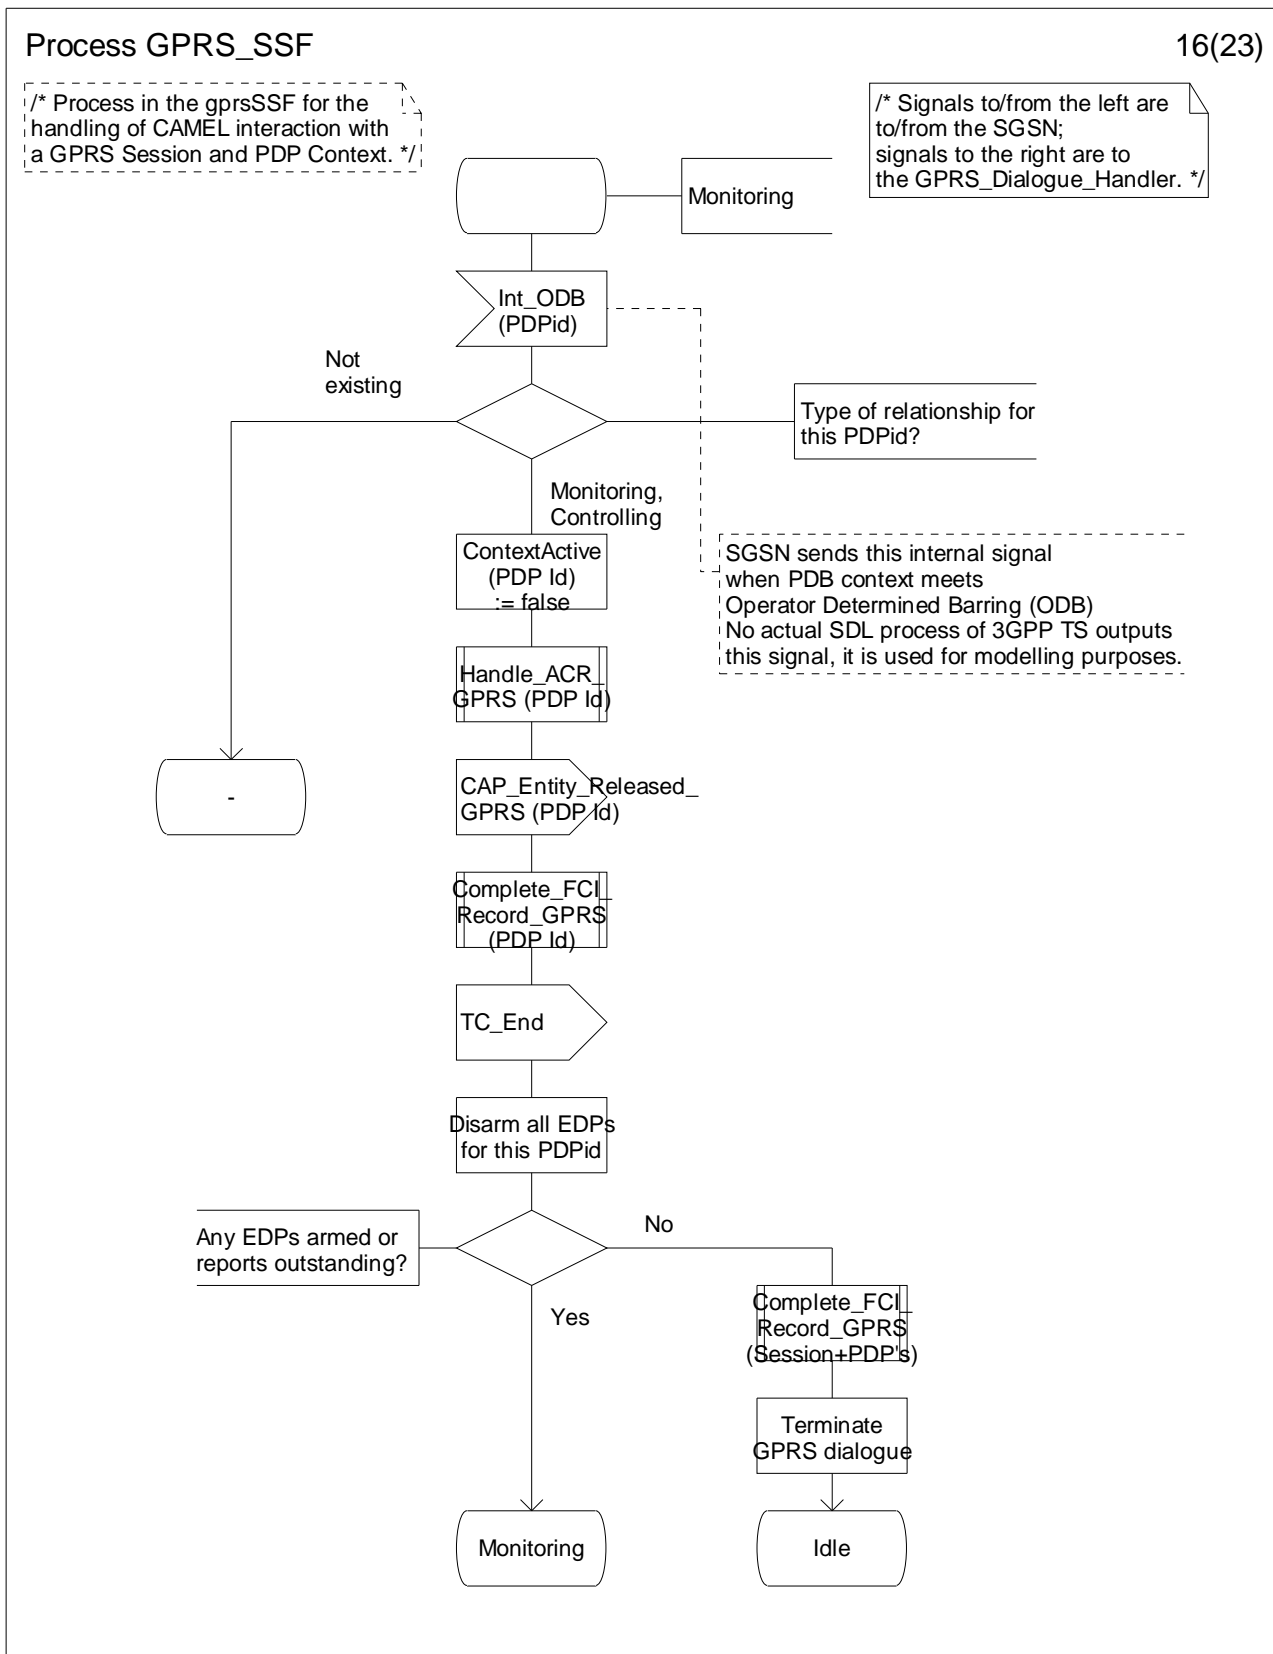 Process GPRS_SSF
16(23)
/* Process in the gprsSSF for the
handling of CAMEL interaction with
a GPRS Session and PDP Context. */
/* Signals to/from the left are
to/from the SGSN;
signals to the right are to
the GPRS_Dialogue_Handler. */
Monitoring
Int_ODB
(PDPid)
Not
existing
Type of relationship for
this PDPid?
Monitoring,
Controlling
ContextActive
(PDP Id)
:= false
SGSN sends this internal signal
when PDB context meets
Operator Determined Barring (ODB)
No actual SDL process of 3GPP TS outputs
this signal, it is used for modelling purposes.
Handle_ACR_
GPRS (PDP Id)
-
CAP_Entity_Released_
GPRS (PDP Id)
Complete_FCI_
Record_GPRS
(PDP Id)
TC_End
Disarm all EDPs
for this PDPid
Any EDPs armed or
reports outstanding?
No
Yes
Complete_FCI_
Record_GPRS
(Session+PDP's)
Terminate
GPRS dialogue
Monitoring
Idle